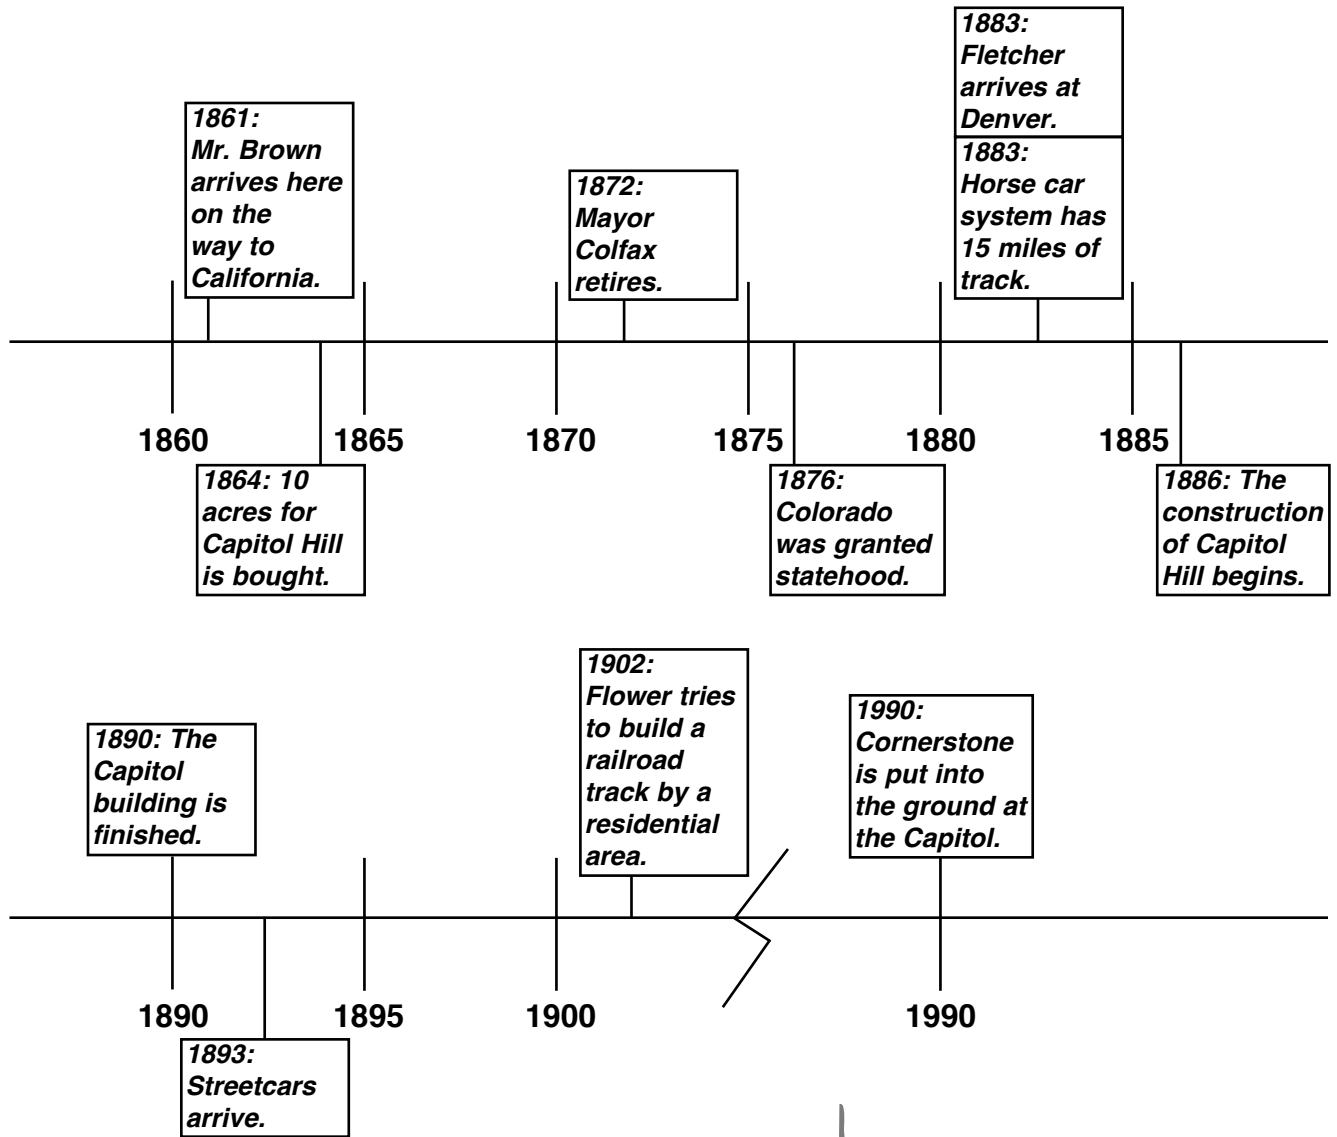 1883:
Fletcher
arrives at
Denver.
1861:
Mr. Brown
arrives here
on the
way to
California.
1872:
Mayor
Colfax
retires.
1883:
Horse car
system has
15 miles of
track.
1860
1865
1870
1875
1880
1885
1864: 10
acres for
Capitol Hill
is bought.
1876:
Colorado
was granted
statehood.
1886: The
construction
of Capitol
Hill begins.
1890: The
Capitol
building is
finished.
1902:
Flower tries
to build a
railroad
track by a
residential
area.
1990:
Cornerstone
is put into
the ground at
the Capitol.
1890
1895
1900
1990
1893:
Streetcars
arrive.